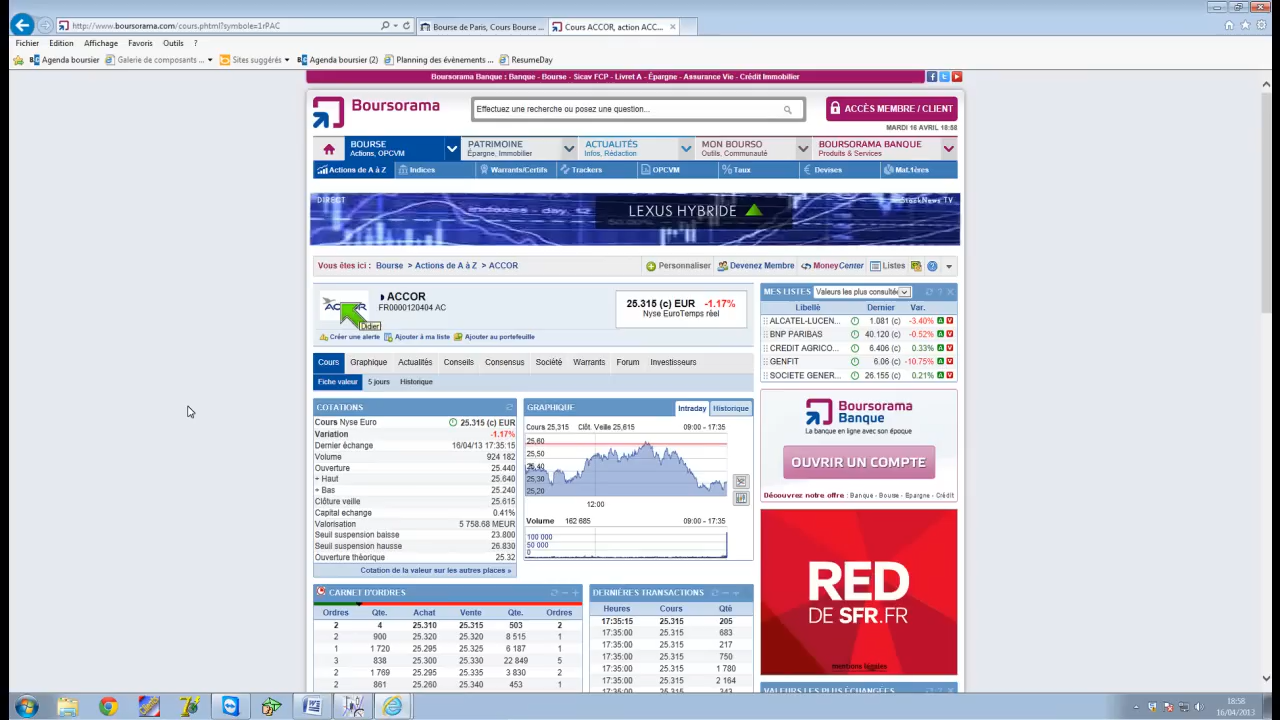 http://www.boursorama.com/cours.phtml?symbole=1rPAC
Bourse de Paris, Cours Bourse ...
Cours ACCOR, action ACC...
Fichier Edition Affichage Favoris Outils ?
Agenda boursier Galerie de composants ... Sites suggérés Agenda boursier (2) Planning des évènements ... ResumeDay
Boursorama Banque : Banque - Bourse - Sicav FCP - Livret A - Épargne - Assurance Vie - Crédit Immobilier
Boursorama
Effectuez une recherche ou posez une question...
ACCÈS MEMBRE / CLIENT
MARDI 16 AVRIL 18:58
BOURSE PATRIMOINE ACTUALITÉS MON BOURSO BOURSORAMA BANQUE
Actions, OPCVM Épargne, Immobilier Infos, Rédaction Outils, Communauté Produits & Services
Actions de A à Z Indices Warrants/Certifs Trackers OPCVM Taux Devises Mat.1ères
DIRECT
LEXUS HYBRIDE
Vous êtes ici : Bourse > Actions de A à Z > ACCOR
Personnaliser Devenez Membre MoneyCenter Listes
ACCOR
FR0000120404 AC
Didier
25.315 (c) EUR -1.17%
Nyse EuroTemps réel
Créer une alerte Ajouter à ma liste Ajouter au portefeuille
MES LISTES Valeurs les plus consulté
Libellé Dernier Var.
ALCATEL-LUCEN... 1.081 (c) -3.40% A V
BNP PARIBAS 40.120 (c) -0.52% A V
CREDIT AGRICO... 6.406 (c) 0.33% A V
GENFIT 6.06 (c) -10.75% A V
SOCIETE GENER... 26.155 (c) 0.21% A V
Cours Graphique Actualités Conseils Consensus Société Warrants Forum Investisseurs
Fiche valeur 5 jours Historique
COTATIONS
Cours Nyse Euro 25.315 (c) EUR
Variation -1.17%
Dernier échange 16/04/13 17:35:15
Volume 924 182
Ouverture 25.440
+ Haut 25.640
+ Bas 25.240
Clôture veille 25.615
Capital echange 0.41%
Valorisation 5 758.68 MEUR
Seuil suspension baisse 23.800
Seuil suspension hausse 26.830
Ouverture théorique 25.32
Cotation de la valeur sur les autres places »
GRAPHIQUE Intraday Historique
Cours 25,315 Clôt. Veille 25,615 09:00 - 17:35
25,60
25,50
25,40
25,30
25,20
12:00
Volume 162 685 09:00 - 17:35
100 000
50 000
0
Boursorama
Banque
La banque en ligne avec son époque
OUVRIR UN COMPTE
Découvrez notre offre : Banque - Bourse - Epargne - Crédit
RED
DE SFR.FR
mentions légales
CARNET D'ORDRES
Ordres Qte. Achat Vente Qte. Ordres
2 4 25.310 25.315 503 2
2 900 25.320 25.320 8 515 1
1 1 720 25.295 25.325 6 187 1
3 838 25.300 25.330 22 849 5
2 1 769 25.295 25.335 3 830 2
2 861 25.260 25.340 453 1
DERNIÈRES TRANSACTIONS
Heures Cours Qté
17:35:15 25.315 205
17:35:00 25.315 683
17:35:00 25.315 217
17:35:00 25.315 750
17:35:00 25.315 1 780
17:35:00 25.315 2 164
17:35:00 25.315 343
VALEURS LES PLUS ÉCHANGÉES
18:58
16/04/2013